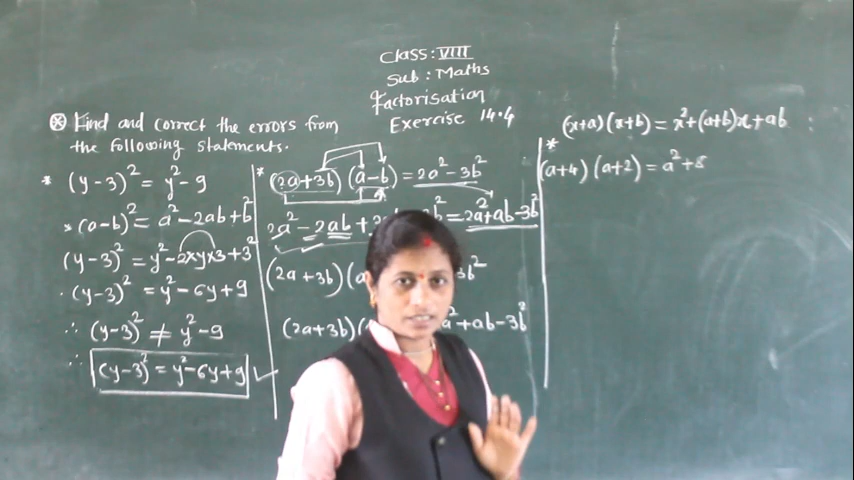 Class: VIII
Sub : Maths
Factorisation
Exercise 14.4
⊛ Find and correct the errors from
the following statements.
* (y-3)² = y² - 9
* (a-b)² = a² - 2ab + b²
(y-3)² = y² - 2xyx3 + 3²
. (y-3)² = y² - 6y + 9
∴ (y-3)² ≠ y² - 9
∴ (y-3)² = y² - 6y + 9 ✓
* (2a+3b) (a-b) = 2a² - 3b²
2a² - 2ab + b² = 2a² + ab - 3b²
(2a+3b)( b²
(2a+3b)( ² + ab - 3b²
(x+a) (x+b) = x² + (a+b)x + ab
*
(a+4) (a+2) = a² + 8